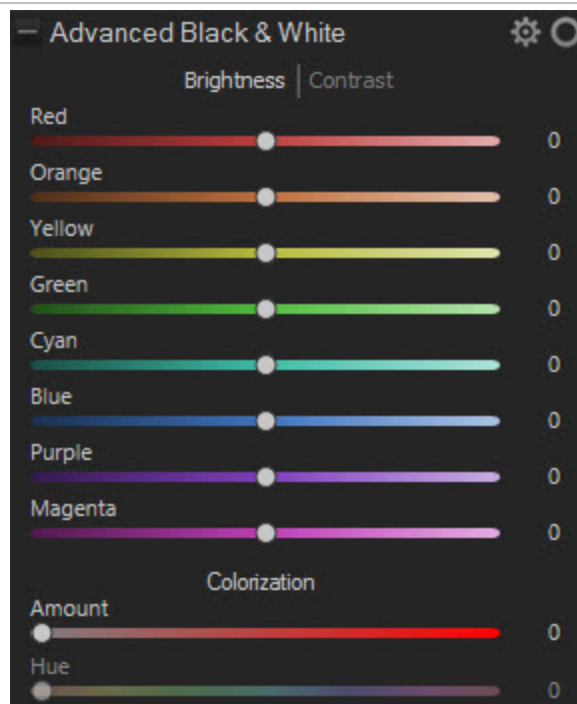 Advanced Black & White
Brightness | Contrast
Red
0
Orange
0
Yellow
0
Green
0
Cyan
0
Blue
0
Purple
0
Magenta
0
Colorization
Amount
0
Hue
0